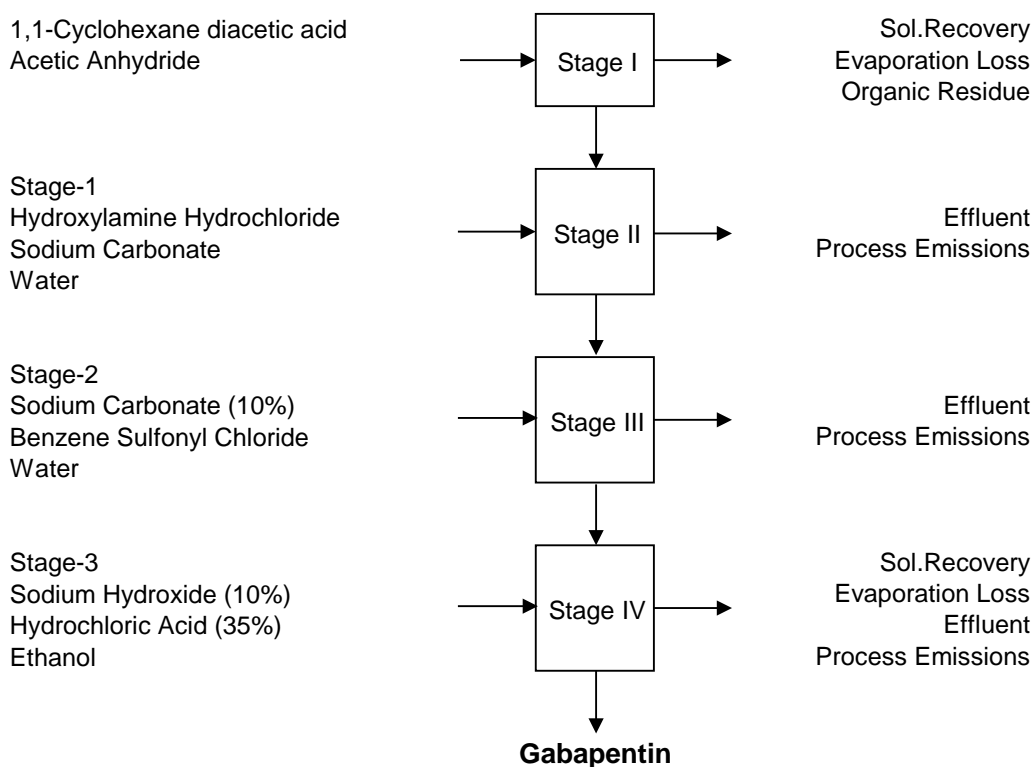 1,1-Cyclohexane diacetic acid
Acetic Anhydride
Stage I
Sol.Recovery
Evaporation Loss
Organic Residue
Stage-1
Hydroxylamine Hydrochloride
Sodium Carbonate
Water
Stage II
Effluent
Process Emissions
Stage-2
Sodium Carbonate (10%)
Benzene Sulfonyl Chloride
Water
Stage III
Effluent
Process Emissions
Stage-3
Sodium Hydroxide (10%)
Hydrochloric Acid (35%)
Ethanol
Stage IV
Sol.Recovery
Evaporation Loss
Effluent
Process Emissions
Gabapentin